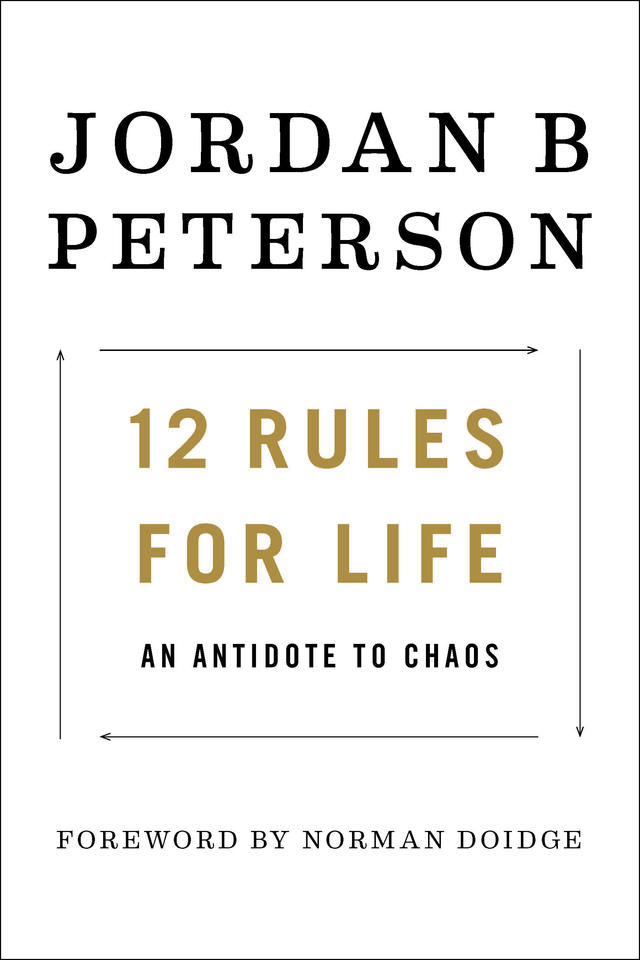 JORDAN B
PETERSON
12 RULES
FOR LIFE
AN ANTIDOTE TO CHAOS
FOREWORD BY NORMAN DOIDGE